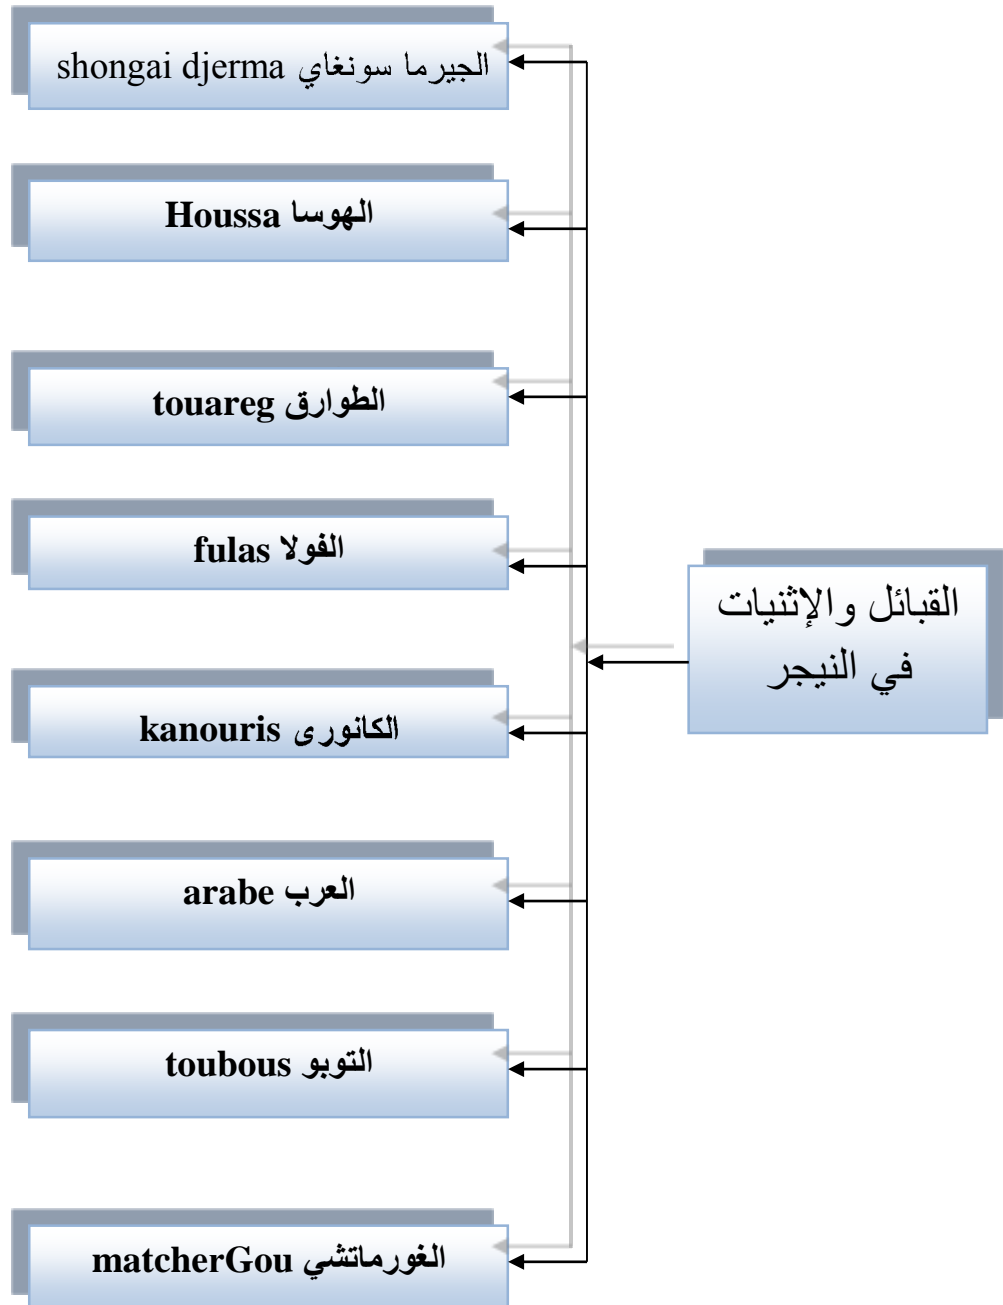 القبائل والإثنيات
في النيجر
الجيرما سونغاي shongai djerma
الهوسا Houssa
الطوارق touareg
الفولا fulas
الكانورى kanouris
العرب arabe
التوبو toubous
الغورماتشي matcherGou